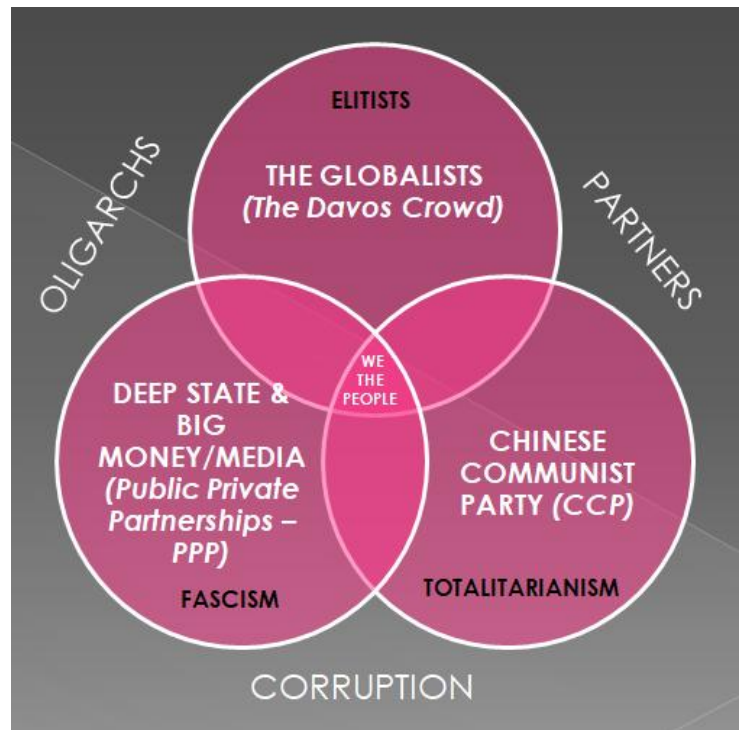 ELITISTS
THE GLOBALISTS
(The Davos Crowd)
OLIGARCHS
PARTNERS
WE
THE
PEOPLE
DEEP STATE &
BIG
MONEY/MEDIA
(Public Private
Partnerships –
PPP)
FASCISM
CHINESE
COMMUNIST
PARTY (CCP)
TOTALITARIANISM
CORRUPTION